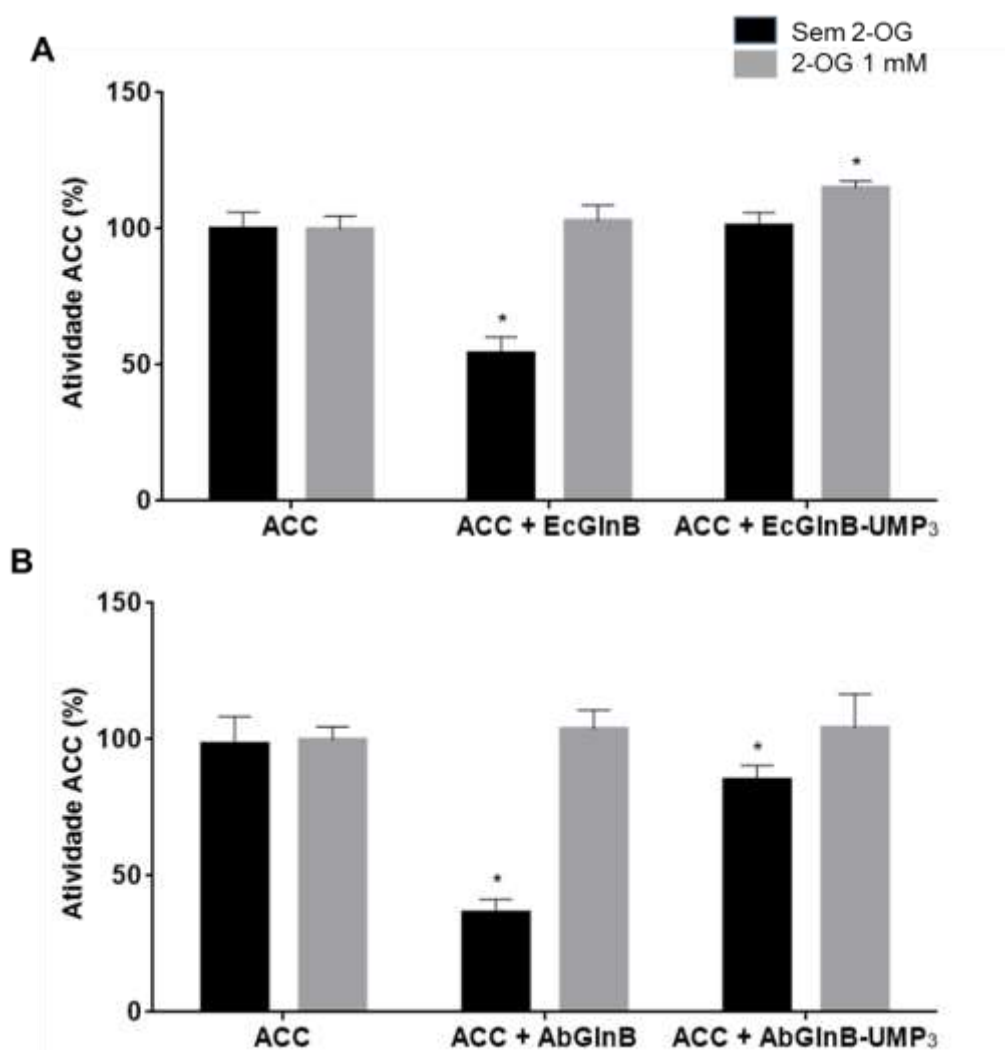 Sem 2-OG
2-OG 1 mM
A
150
100
50
0
Atividade ACC (%)
*
*
ACC
ACC + EcGlnB
ACC + EcGlnB-UMP3
B
150
100
50
0
Atividade ACC (%)
*
*
ACC
ACC + AbGlnB
ACC + AbGlnB-UMP3